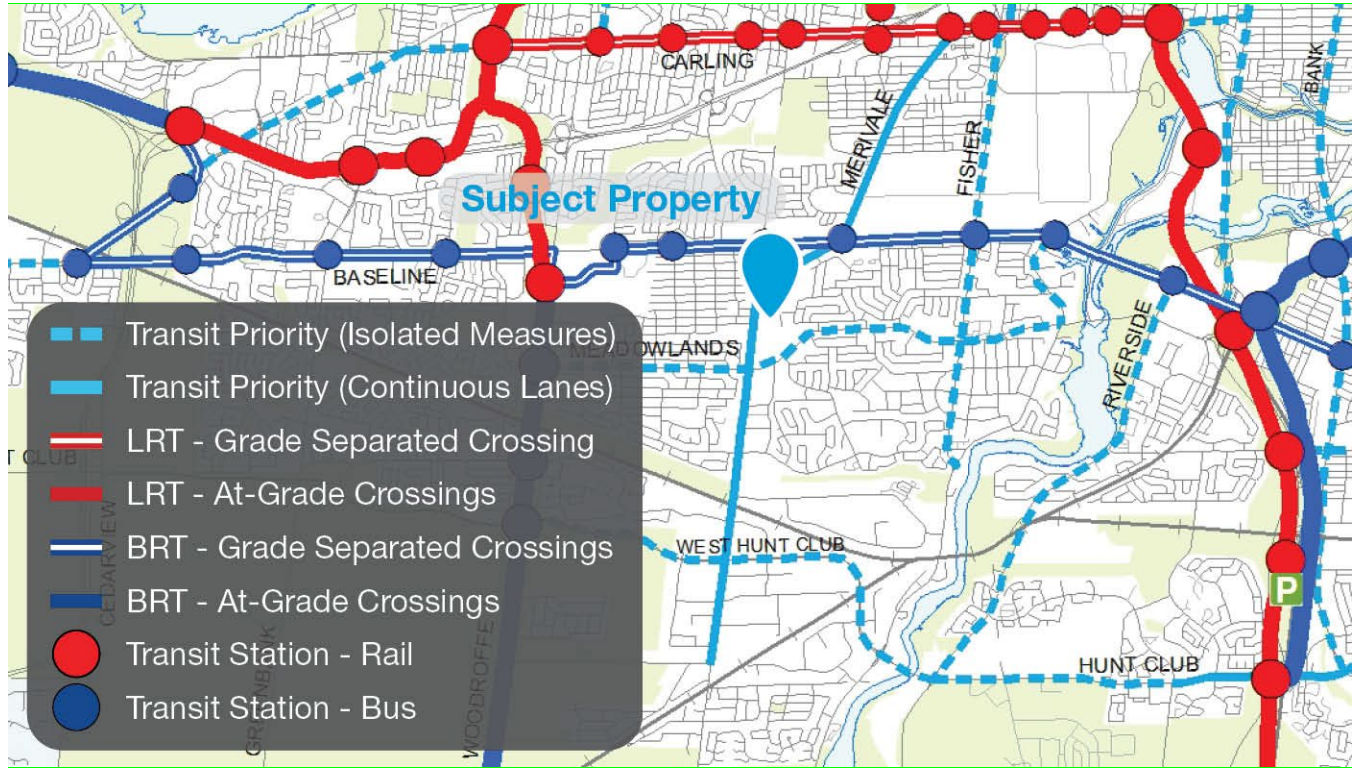 CARLING
MERIVALE
FISHER
BANK
Subject Property
BASELINE
MEADOWLANDS
RIVERSIDE
Transit Priority (Isolated Measures)
Transit Priority (Continuous Lanes)
LRT - Grade Separated Crossing
LRT - At-Grade Crossings
BRT - Grade Separated Crossings
BRT - At-Grade Crossings
Transit Station - Rail
Transit Station - Bus
T CLUB
CEDARVIEW
GREENBANK
WOODROFFE
WEST HUNT CLUB
P
HUNT CLUB